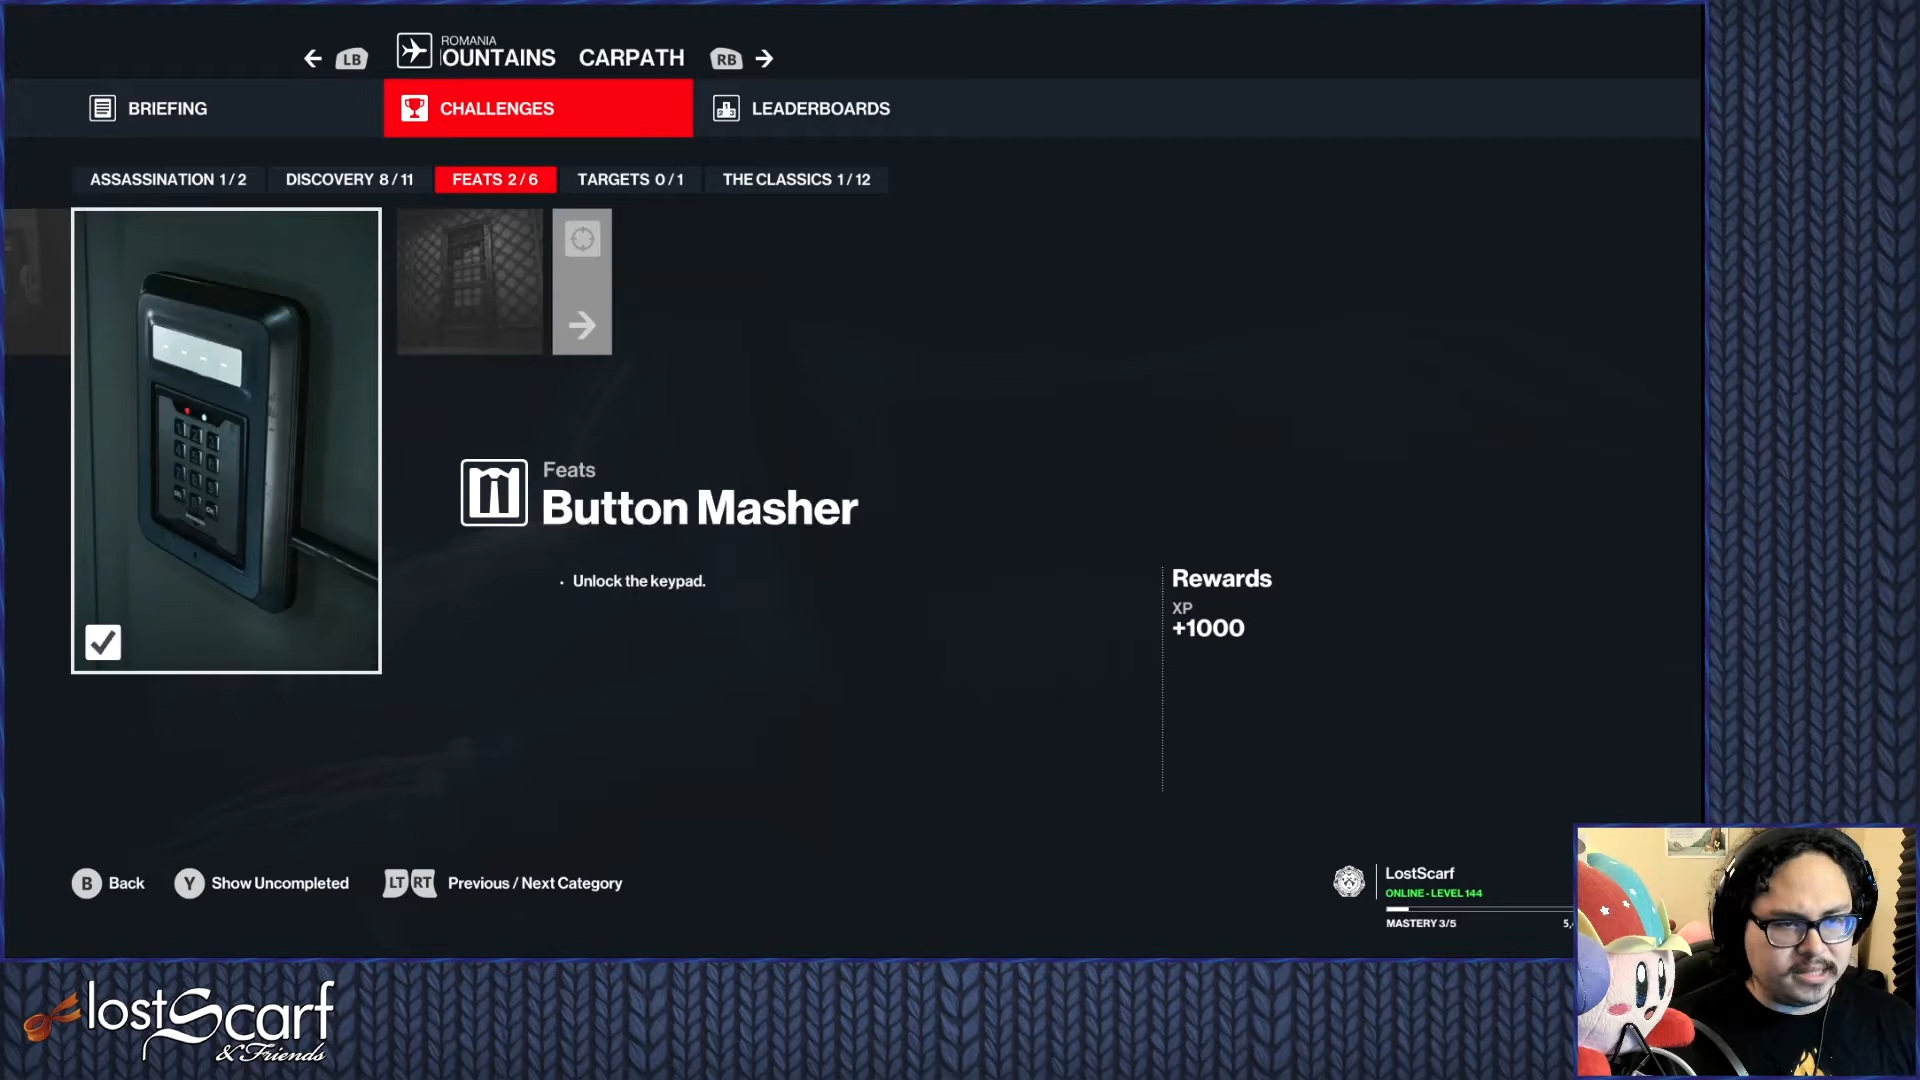 ROMANIA
OUNTAINS CARPATH
LB
RB
BRIEFING
CHALLENGES
LEADERBOARDS
ASSASSINATION 1 / 2
DISCOVERY 8 / 11
FEATS 2 / 6
TARGETS 0 / 1
THE CLASSICS 1 / 12
Feats
Button Masher
• Unlock the keypad.
Rewards
XP
+1000
B Back
Y Show Uncompleted
LT RT Previous / Next Category
LostScarf
ONLINE - LEVEL 144
MASTERY 3/5
5,
lostScarf
& Friends